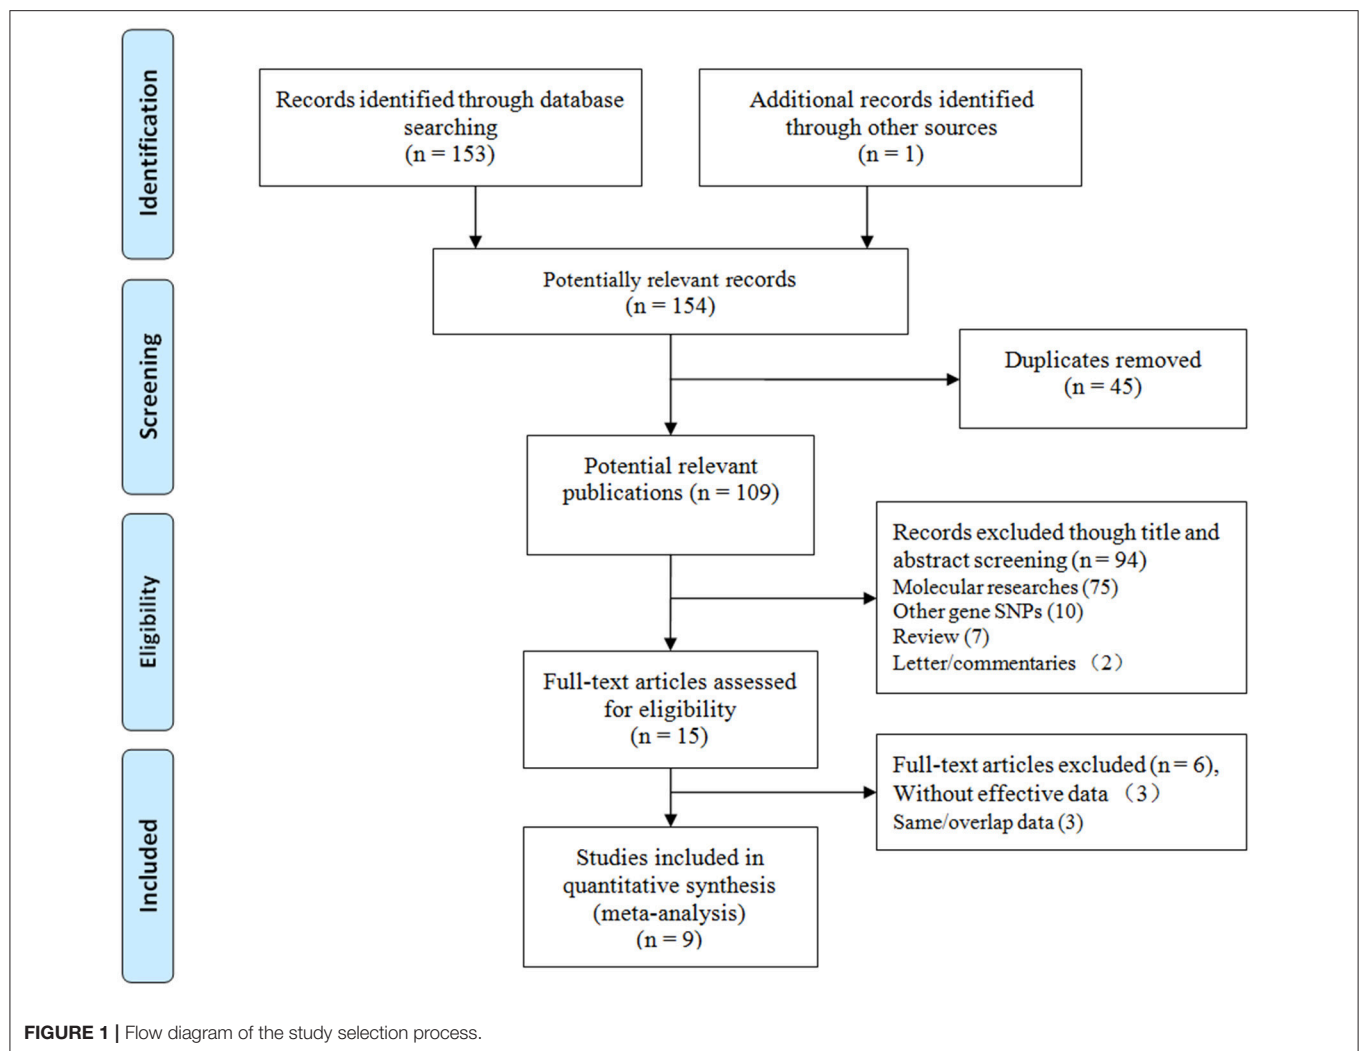 Identification
Records identified through database
searching
(n = 153)
Additional records identified
through other sources
(n = 1)
Screening
Potentially relevant records
(n = 154)
Duplicates removed
(n = 45)
Potential relevant
publications (n = 109)
Eligibility
Records excluded though title and
abstract screening (n = 94)
Molecular researches (75)
Other gene SNPs (10)
Review (7)
Letter/commentaries （2）
Full-text articles assessed
for eligibility
(n = 15)
Included
Full-text articles excluded (n = 6),
Without effective data （3）
Same/overlap data (3)
Studies included in
quantitative synthesis
(meta-analysis)
(n = 9)
FIGURE 1 | Flow diagram of the study selection process.